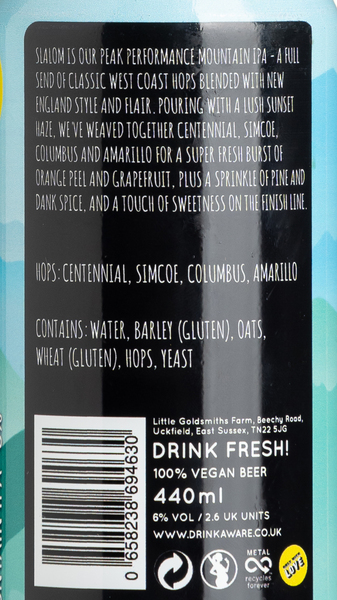 SLALOM IS OUR PEAK PERFORMANCE MOUNTAIN IPA - A FULL
SEND OF CLASSIC WEST COAST HOPS BLENDED WITH NEW
ENGLAND STYLE AND FLAIR. POURING WITH A LUSH SUNSET
HAZE, WE'VE WEAVED TOGETHER CENTENNIAL, SIMCOE,
COLUMBUS AND AMARILLO FOR A SUPER FRESH BURST OF
ORANGE PEEL AND GRAPEFRUIT, PLUS A SPRINKLE OF PINE AND
DANK SPICE, AND A TOUCH OF SWEETNESS ON THE FINISH LINE.
HOPS: CENTENNIAL, SIMCOE, COLUMBUS, AMARILLO
CONTAINS: WATER, BARLEY (GLUTEN), OATS,
WHEAT (GLUTEN), HOPS, YEAST
Little Goldsmiths Farm, Beechy Road,
Uckfield, East Sussex, TN22 5JG
DRINK FRESH!
100% VEGAN BEER
440ml
6% VOL / 2.6 UK UNITS
WWW.DRINKAWARE.CO.UK
0 658238 694630
METAL
recycles
forever